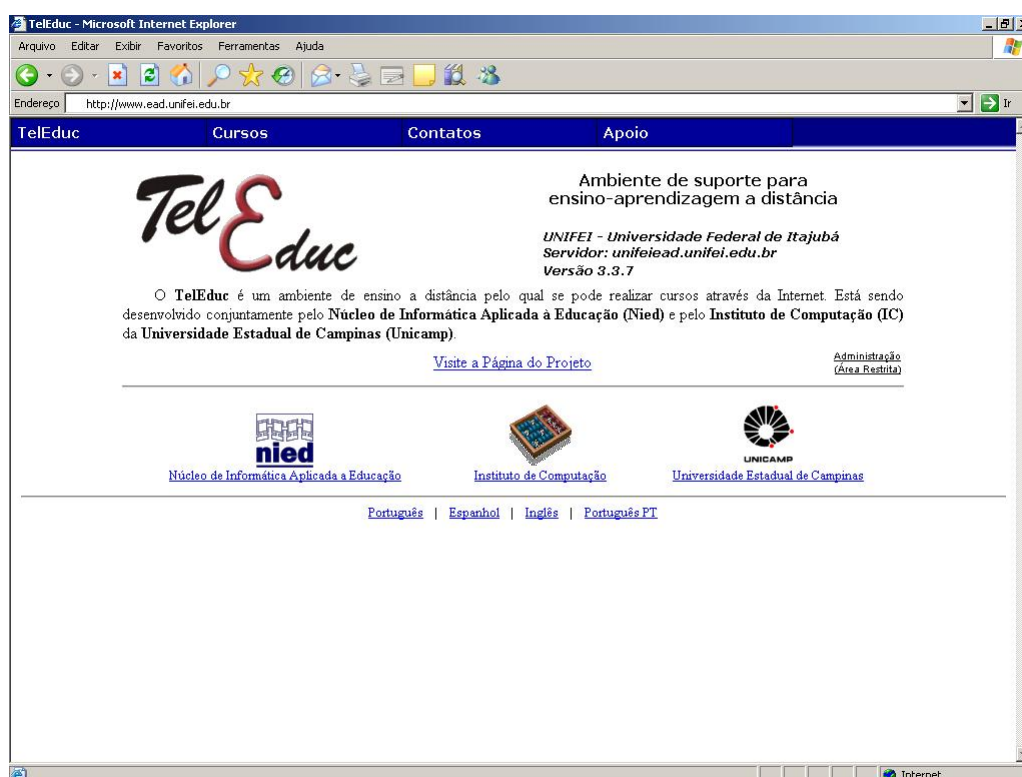 TelEduc - Microsoft Internet Explorer
Arquivo Editar Exibir Favoritos Ferramentas Ajuda
Endereço http://www.ead.unifei.edu.br Ir
TelEduc Cursos Contatos Apoio
TelEduc
Ambiente de suporte para
ensino-aprendizagem a distância
UNIFEI - Universidade Federal de Itajubá
Servidor: unifeiead.unifei.edu.br
Versão 3.3.7
O TelEduc é um ambiente de ensino a distância pelo qual se pode realizar cursos através da Internet. Está sendo
desenvolvido conjuntamente pelo Núcleo de Informática Aplicada à Educação (Nied) e pelo Instituto de Computação (IC)
da Universidade Estadual de Campinas (Unicamp).
Visite a Página do Projeto
Administração
(Área Restrita)
nied
UNICAMP
Núcleo de Informática Aplicada a Educação Instituto de Computação Universidade Estadual de Campinas
Português | Espanhol | Inglês | Português PT
Internet